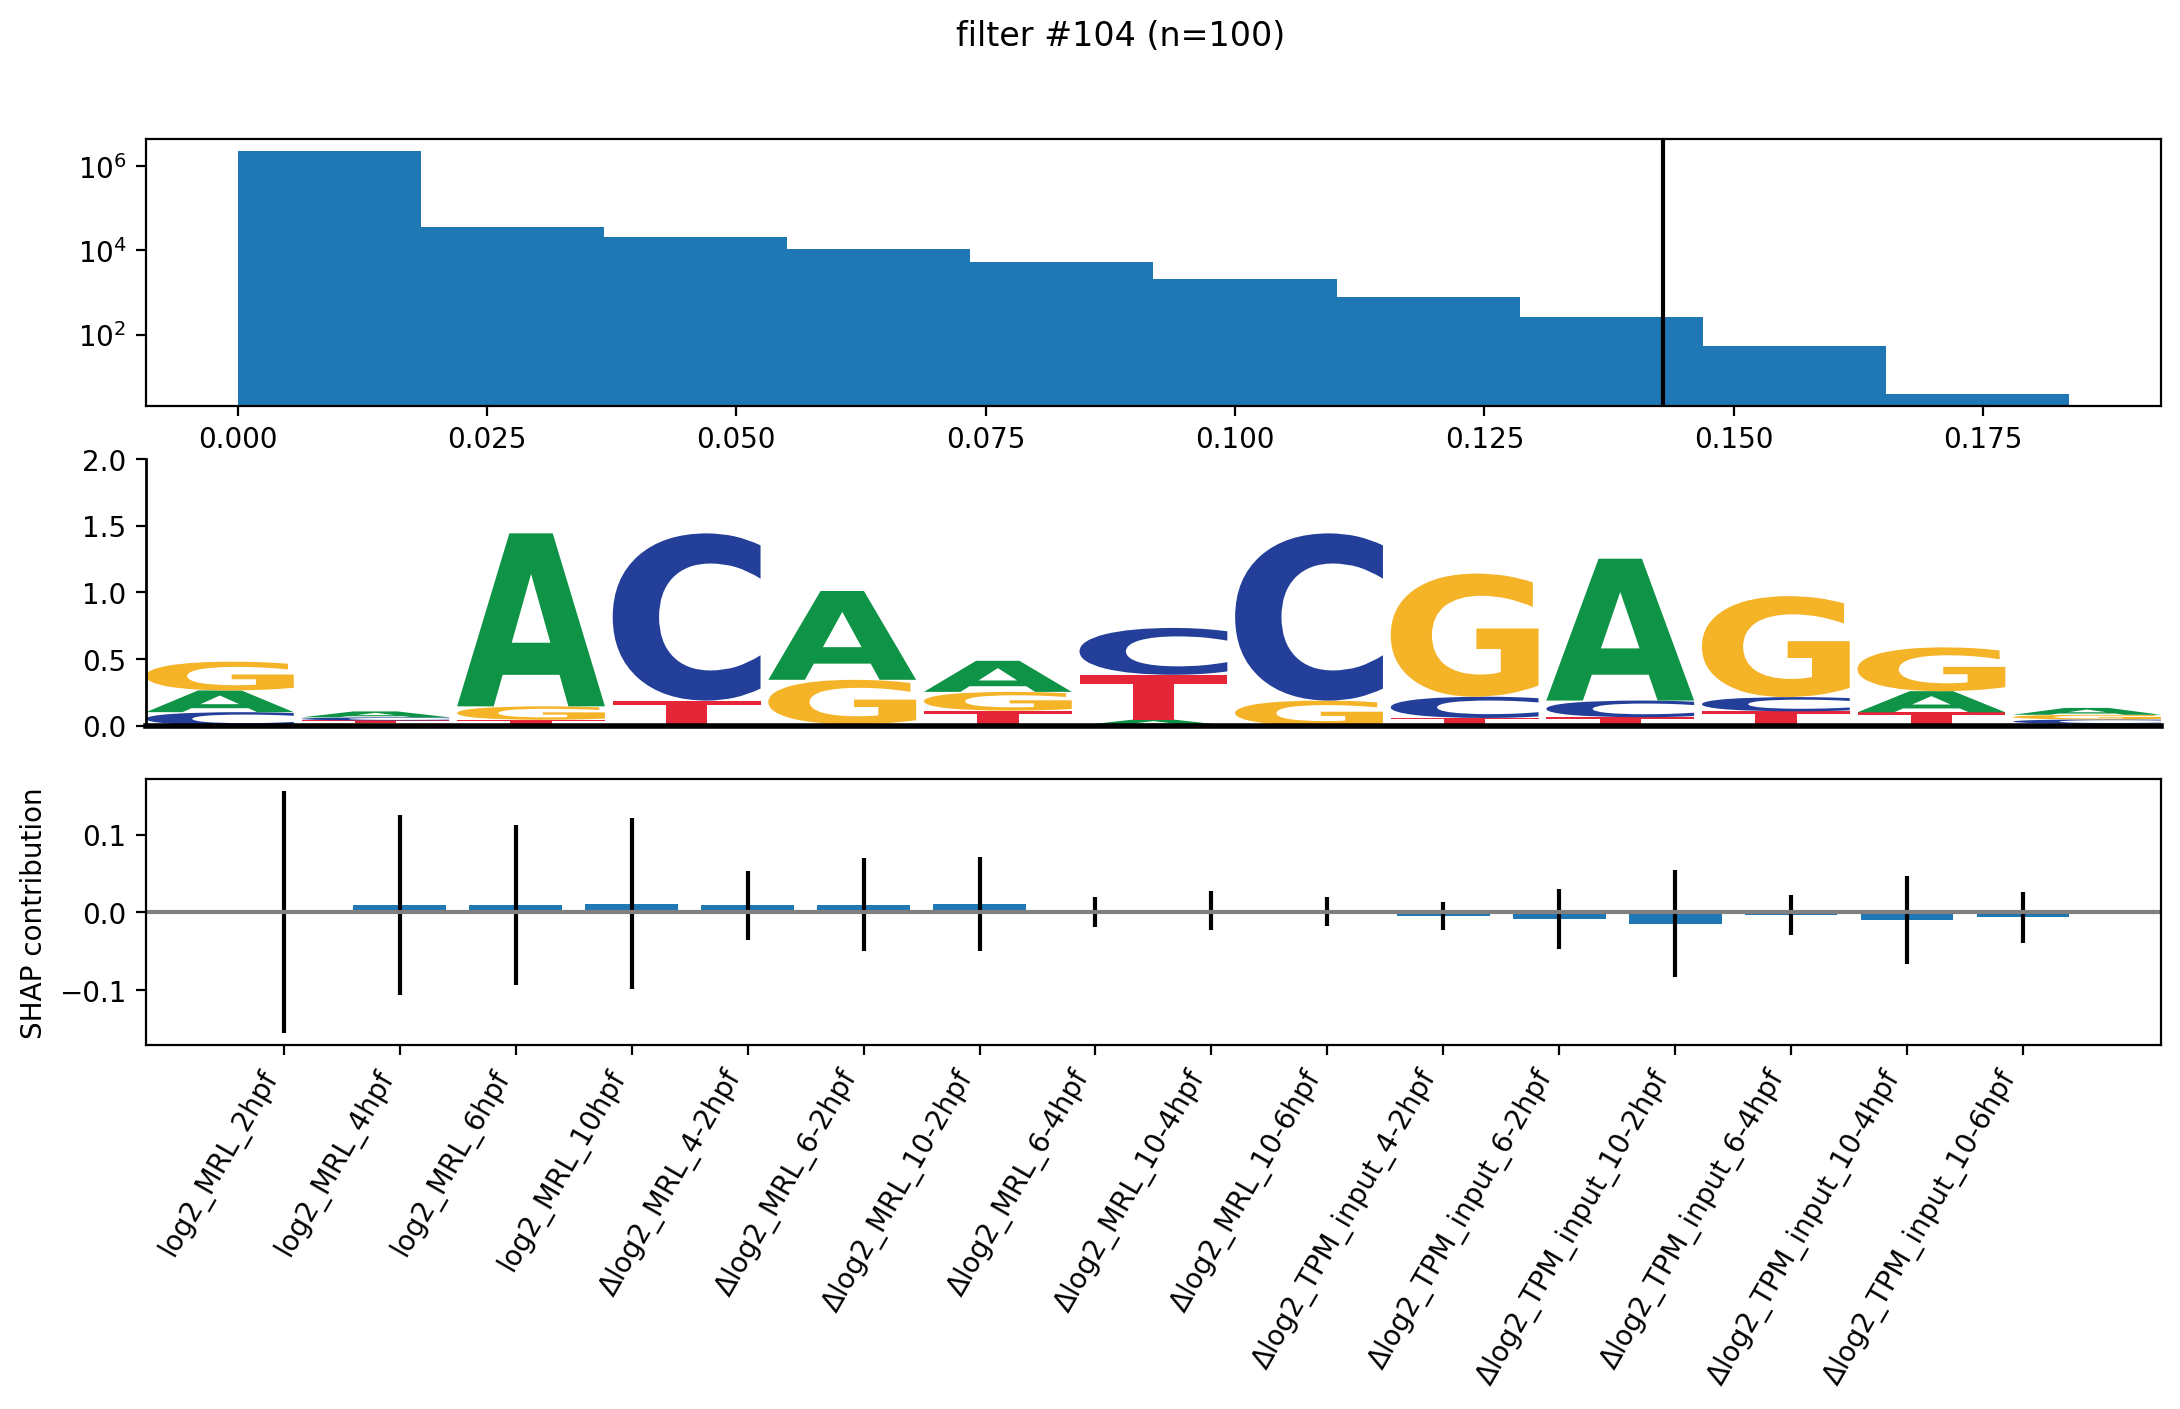 filter #104 (n=100)
10^6
10^4
10^2
0.000 0.025 0.050 0.075 0.100 0.125 0.150 0.175
2.0
1.5
1.0
0.5
0.0
G A C
A T
A G T
C T
A G
A G T
C T A
C G
G C T
A C T
G C T
G A T
A G C
SHAP contribution
0.1
0.0
−0.1
log2_MRL_2hpf
log2_MRL_4hpf
log2_MRL_6hpf
log2_MRL_10hpf
Δlog2_MRL_4-2hpf
Δlog2_MRL_6-2hpf
Δlog2_MRL_10-2hpf
Δlog2_MRL_6-4hpf
Δlog2_MRL_10-4hpf
Δlog2_MRL_10-6hpf
Δlog2_TPM_input_4-2hpf
Δlog2_TPM_input_6-2hpf
Δlog2_TPM_input_10-2hpf
Δlog2_TPM_input_6-4hpf
Δlog2_TPM_input_10-4hpf
Δlog2_TPM_input_10-6hpf